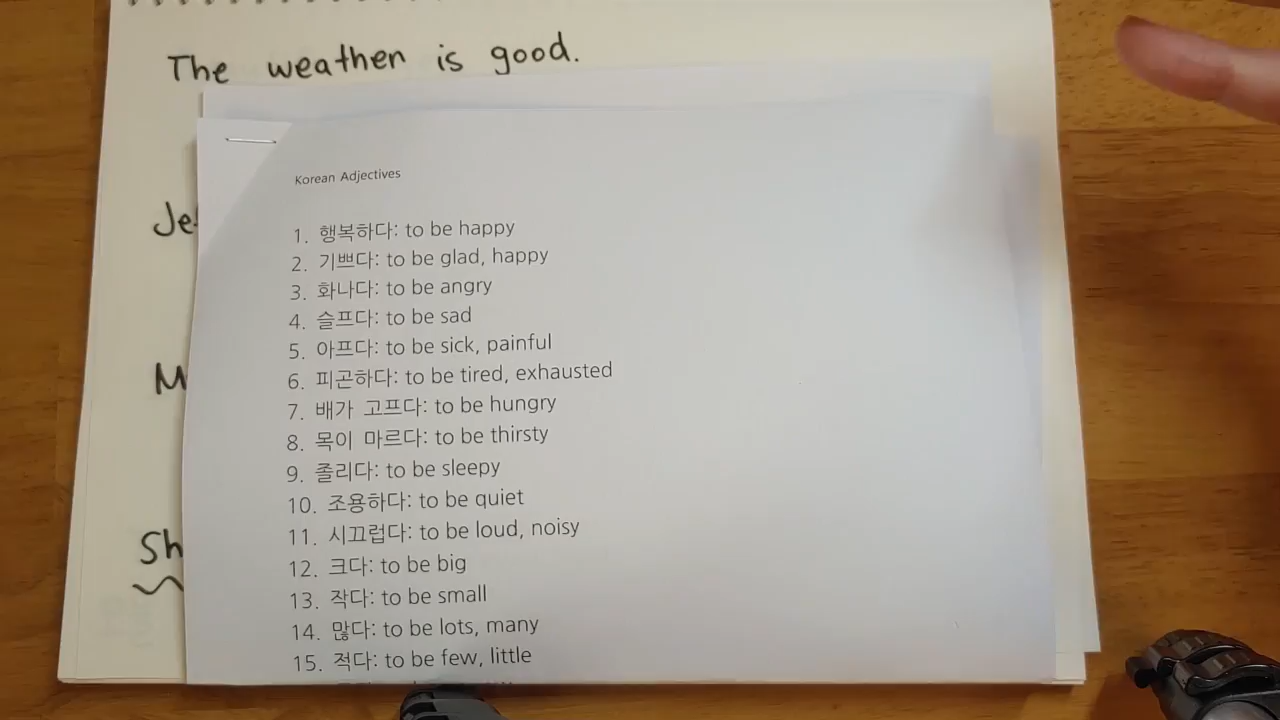 The weather is good.
Korean Adjectives
1. 행복하다: to be happy
2. 기쁘다: to be glad, happy
3. 화나다: to be angry
4. 슬프다: to be sad
5. 아프다: to be sick, painful
6. 피곤하다: to be tired, exhausted
7. 배가 고프다: to be hungry
8. 목이 마르다: to be thirsty
9. 졸리다: to be sleepy
10. 조용하다: to be quiet
11. 시끄럽다: to be loud, noisy
12. 크다: to be big
13. 작다: to be small
14. 많다: to be lots, many
15. 적다: to be few, little